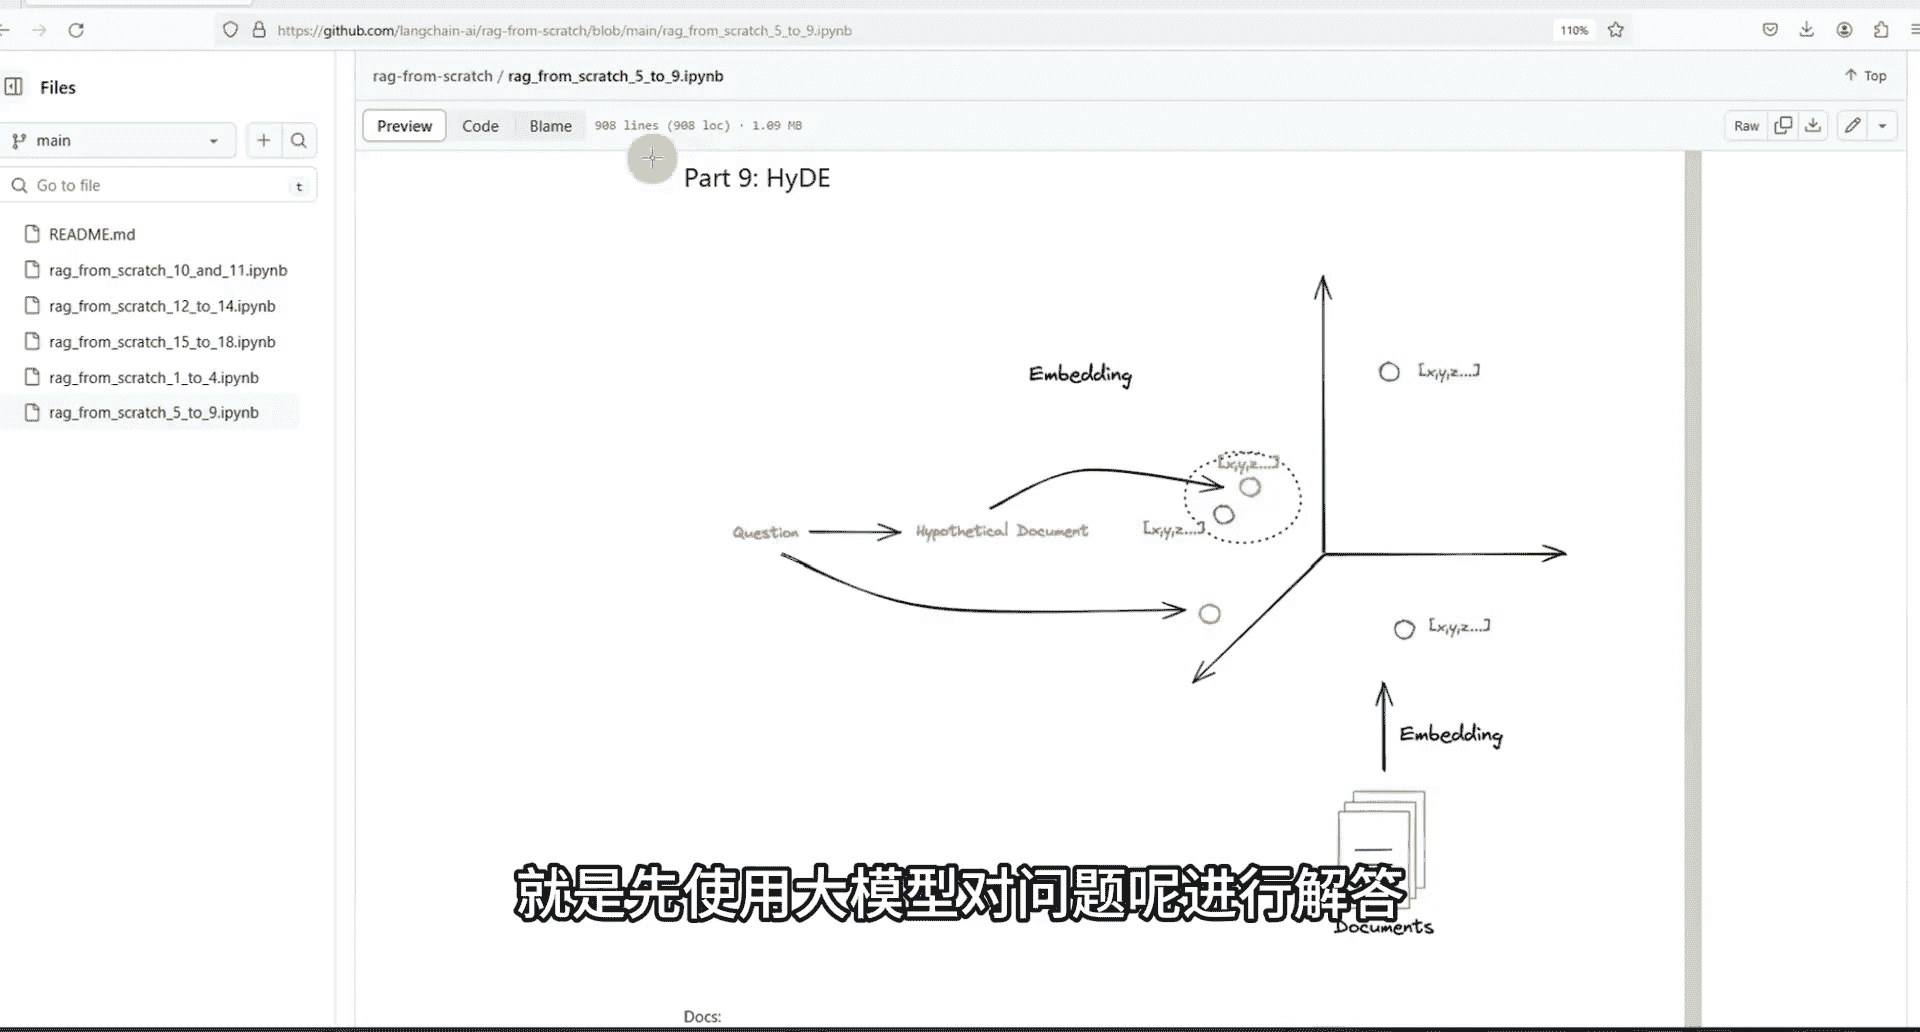 https://github.com/langchain-ai/rag-from-scratch/blob/main/rag_from_scratch_5_to_9.ipynb
110%
Files
rag-from-scratch / rag_from_scratch_5_to_9.ipynb
Top
main
Preview
Code
Blame
908 lines (908 loc) · 1.09 MB
Raw
Go to file
t
Part 9: HyDE
README.md
rag_from_scratch_10_and_11.ipynb
rag_from_scratch_12_to_14.ipynb
rag_from_scratch_15_to_18.ipynb
rag_from_scratch_1_to_4.ipynb
rag_from_scratch_5_to_9.ipynb
Embedding
[x,y,z...]
[x,y,z...]
Question
Hypothetical Document
[x,y,z...]
[x,y,z...]
Embedding
就是先使用大模型对问题呢进行解答
Documents
Docs: